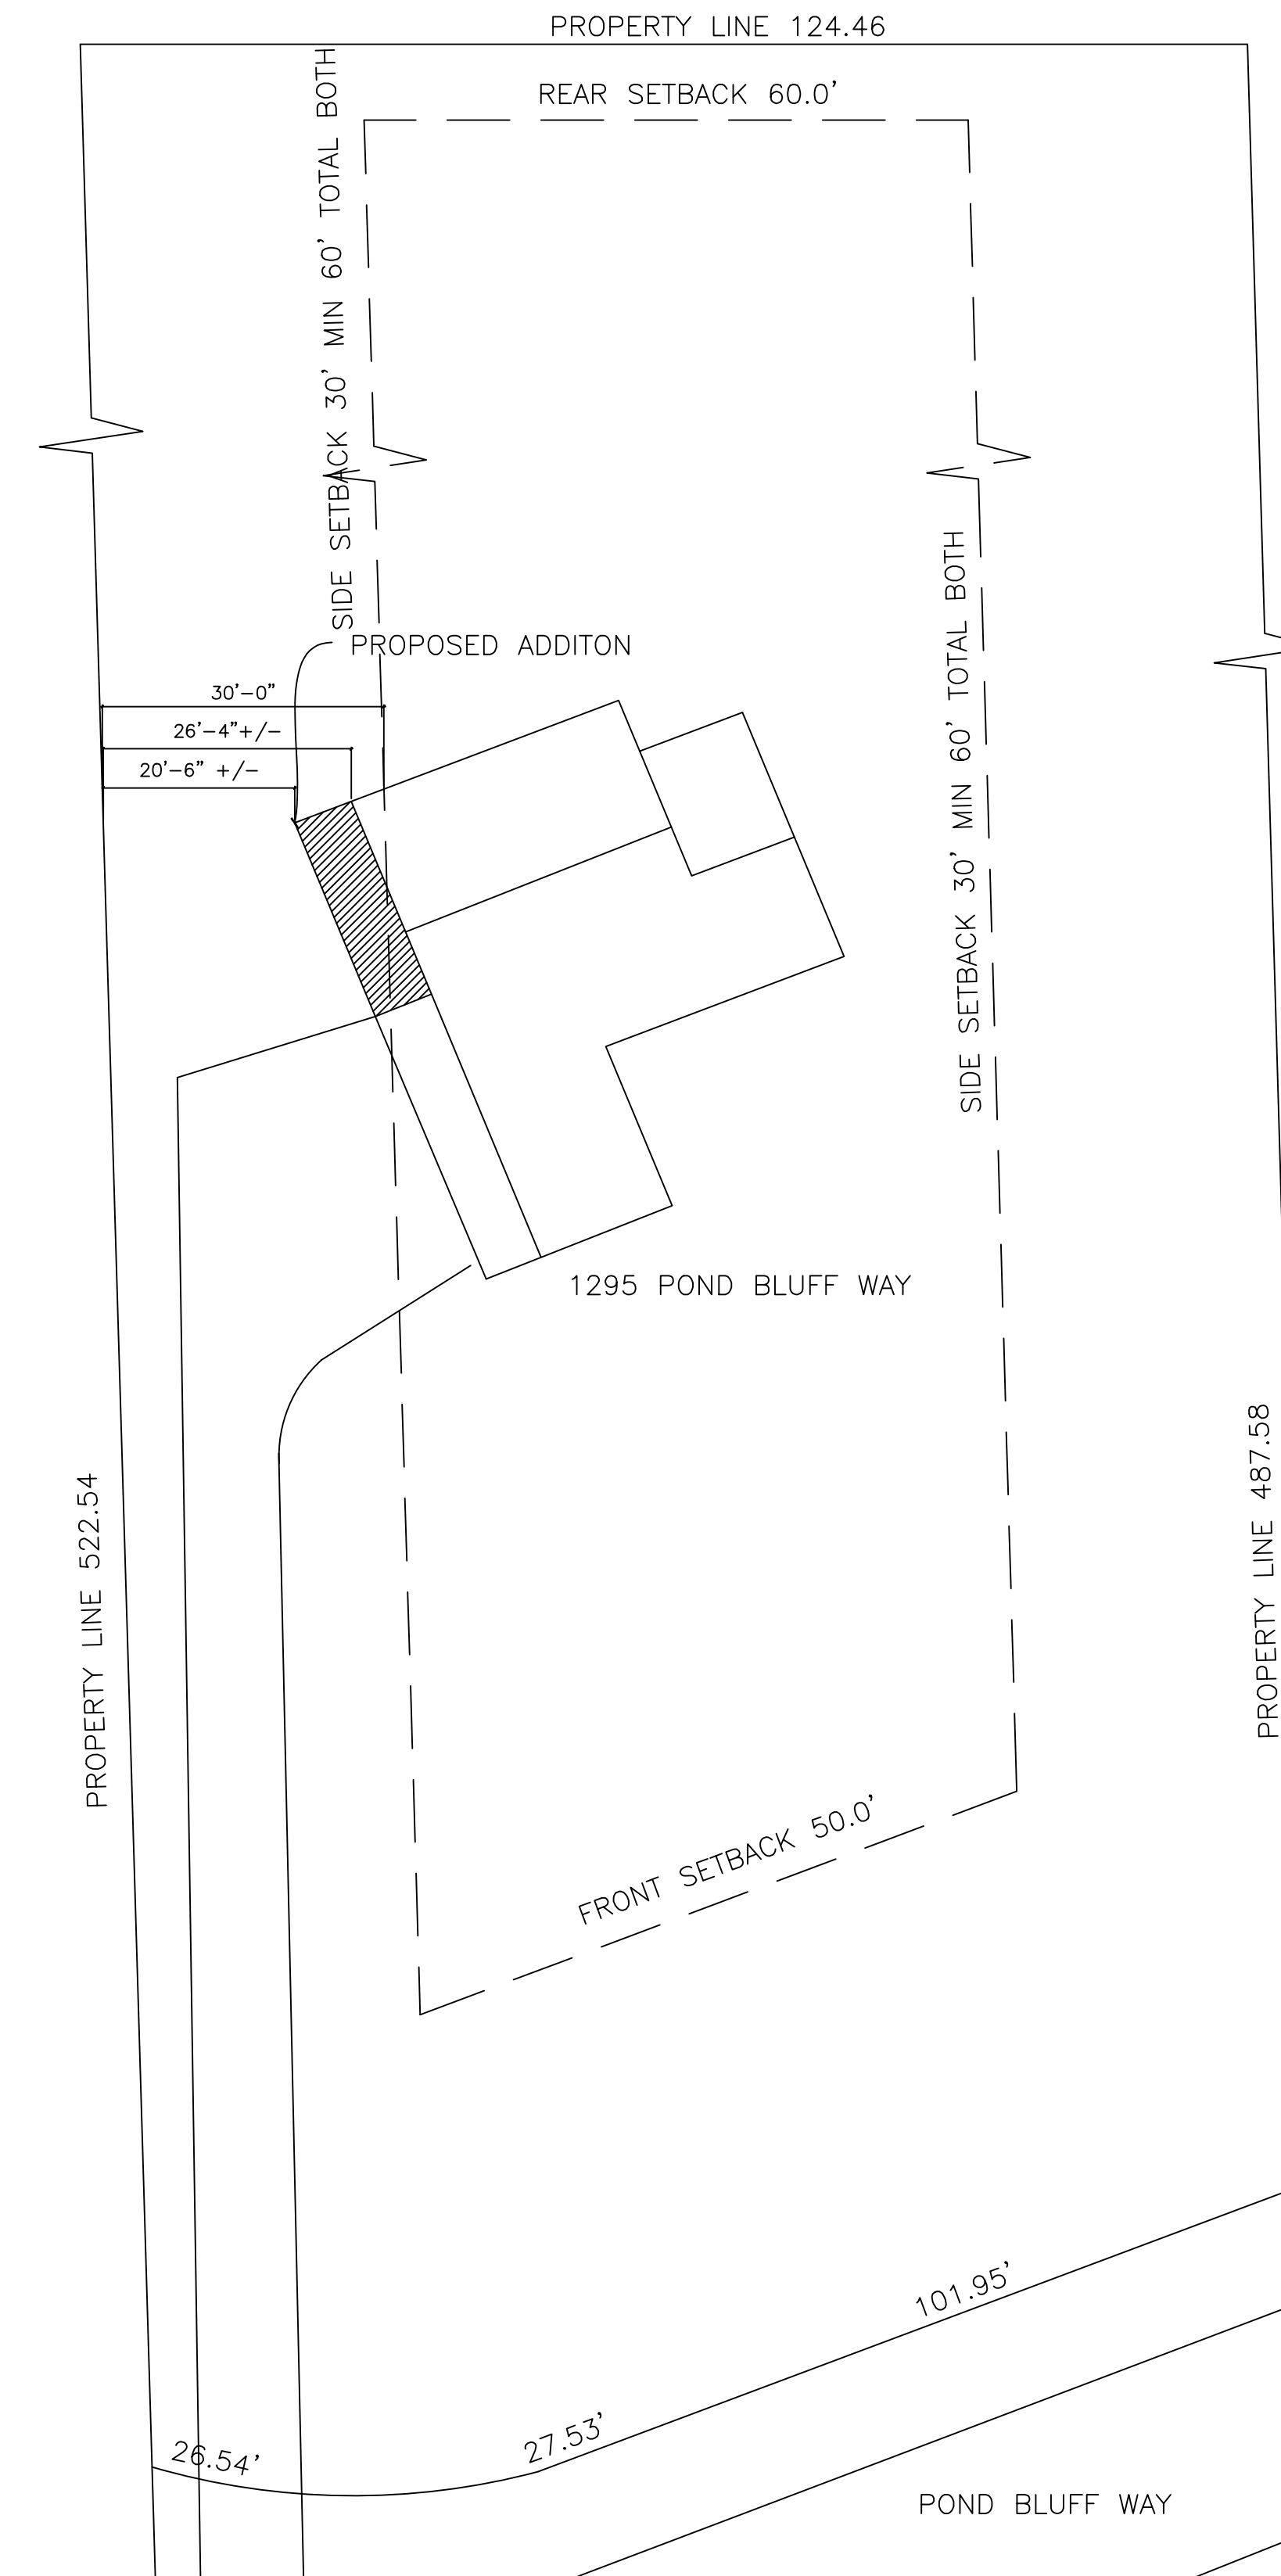 PROPERTY LINE 124.46
REAR SETBACK 60.0'
SIDE SETBACK 30' MIN 60' TOTAL BOTH
PROPOSED ADDITON
30'-0"
26'-4"+/-
20'-6" +/-
SIDE SETBACK 30' MIN 60' TOTAL BOTH
1295 POND BLUFF WAY
PROPERTY LINE 522.54
PROPERTY LINE 487.58
FRONT SETBACK 50.0'
101.95'
27.53'
26.54'
POND BLUFF WAY